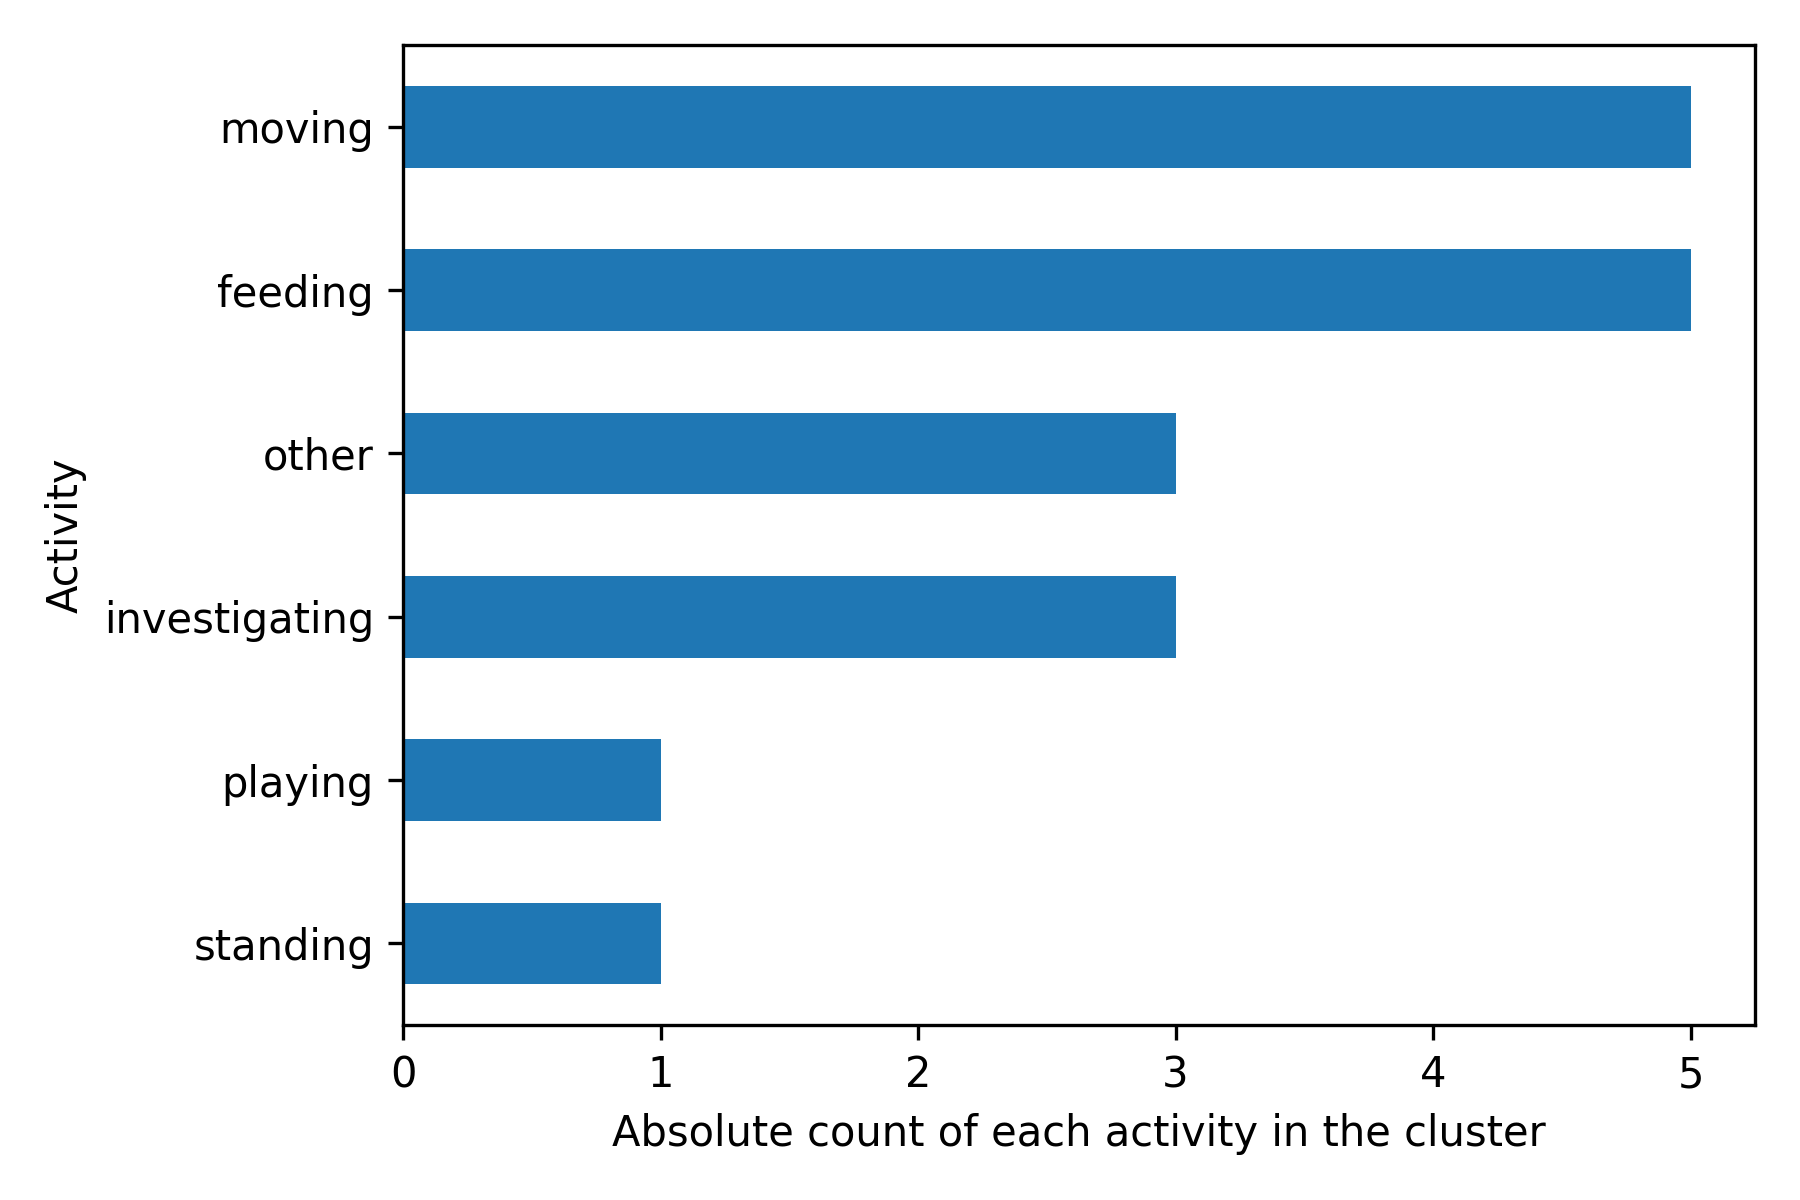 moving
feeding
other
investigating
playing
standing
Activity
0 1 2 3 4 5
Absolute count of each activity in the cluster